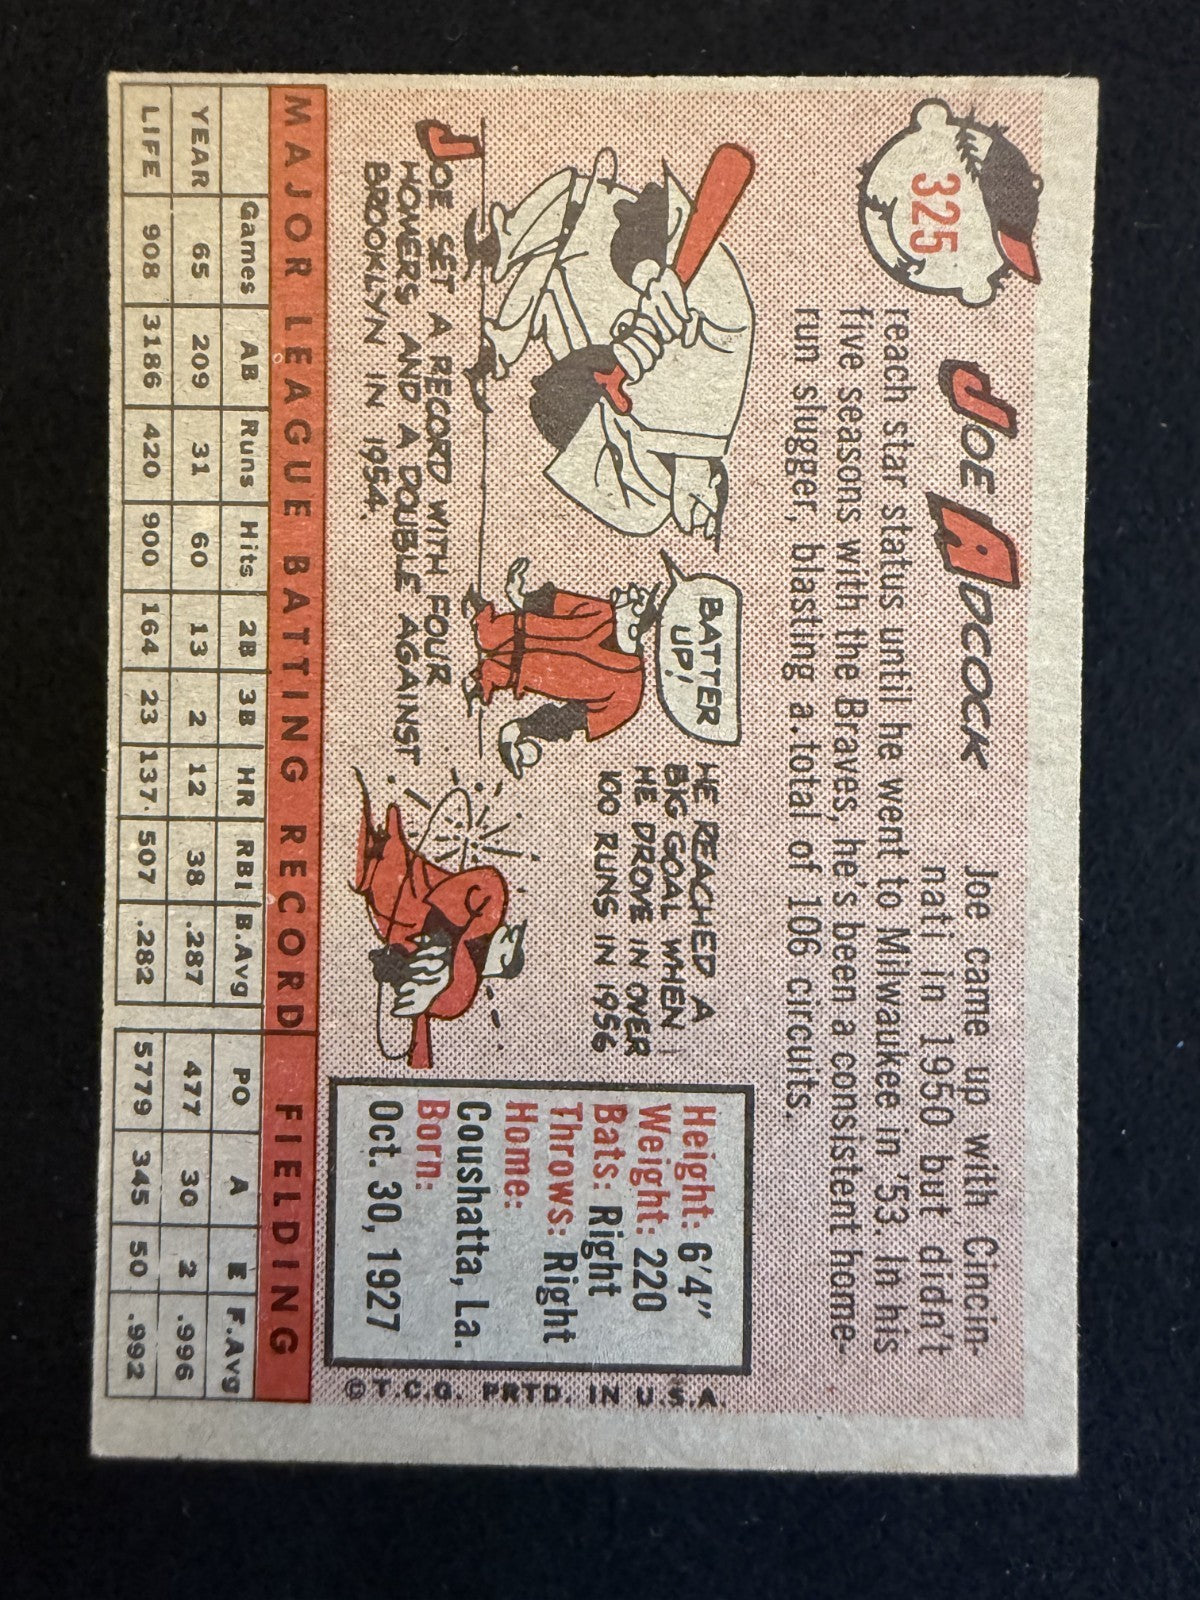 325
JOE ADCOCK
Joe came up with Cincin-
nati in 1950 but didn't
reach star status until he went to Milwaukee in '53. In his
five seasons with the Braves, he's been a consistent home-
run slugger, blasting a total of 106 circuits.
BATTER
UP!
HE REACHED A
BIG GOAL WHEN
HE DROVE IN OVER
100 RUNS IN 1956
JOE SET A RECORD WITH FOUR
HOMERS AND A DOUBLE AGAINST
BROOKLYN IN 1954.
Height: 6'4"
Weight: 220
Bats: Right
Throws: Right
Home:
Coushatta, La.
Born:
Oct. 30, 1927
© T.C.G. PRTD. IN U.S.A.
MAJOR LEAGUE BATTING RECORD FIELDING
Games AB Runs Hits 2B 3B HR RBI B.Avg PO A E F.Avg
YEAR 65 209 31 60 13 2 12 38 .287 477 30 2 .996
LIFE 908 3186 420 900 164 23 137. 507 .282 5779 345 50 .992